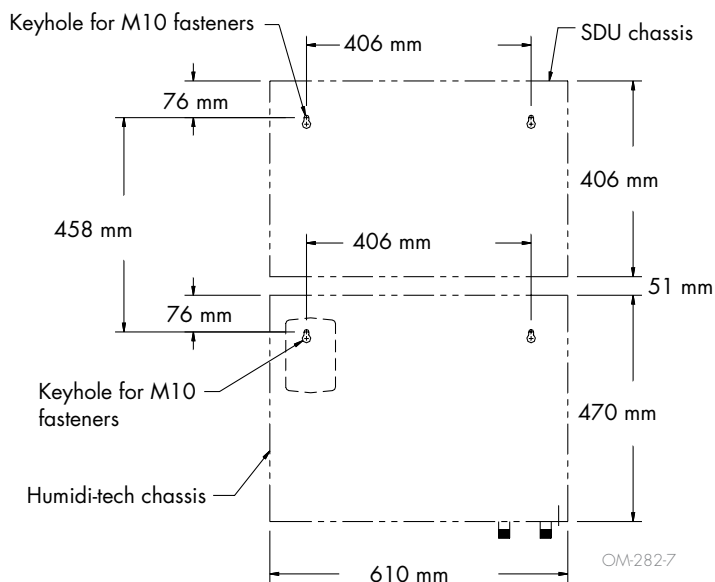 Keyhole for M10 fasteners
406 mm
SDU chassis
76 mm
406 mm
458 mm
406 mm
51 mm
76 mm
Keyhole for M10
fasteners
470 mm
Humidi-tech chassis
OM-282-7
610 mm